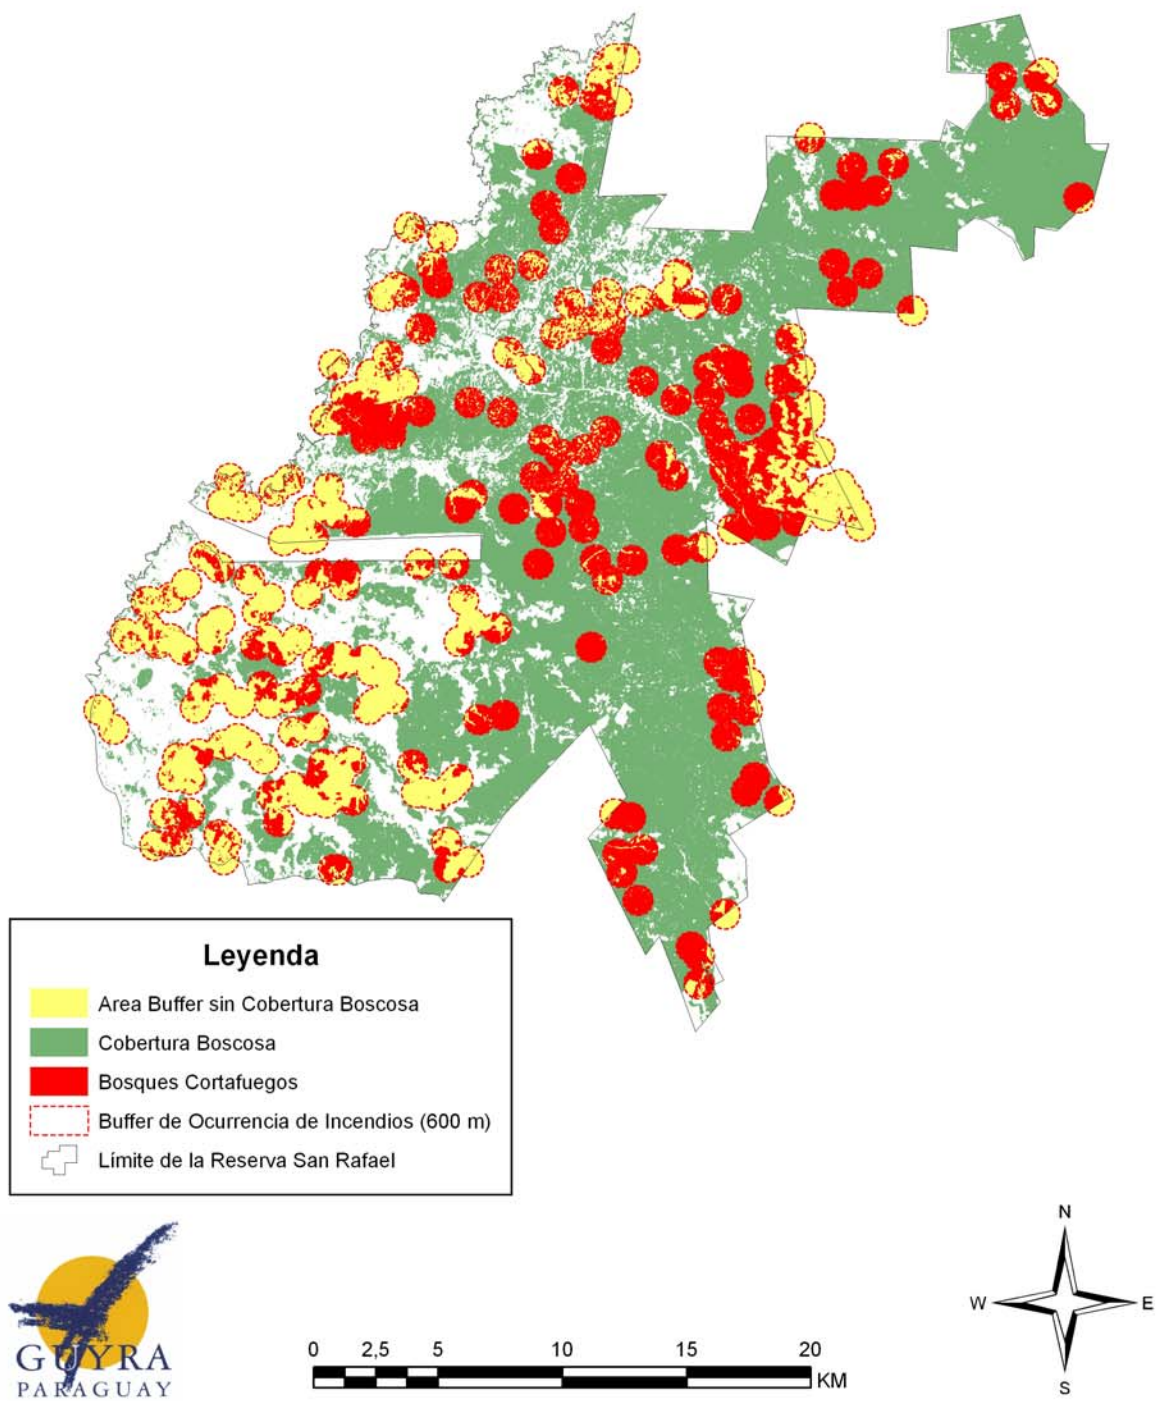 Leyenda
Area Buffer sin Cobertura Boscosa
Cobertura Boscosa
Bosques Cortafuegos
Buffer de Ocurrencia de Incendios (600 m)
Límite de la Reserva San Rafael
GUYRA
PARAGUAY
0 2,5 5 10 15 20
KM
N
W E
S